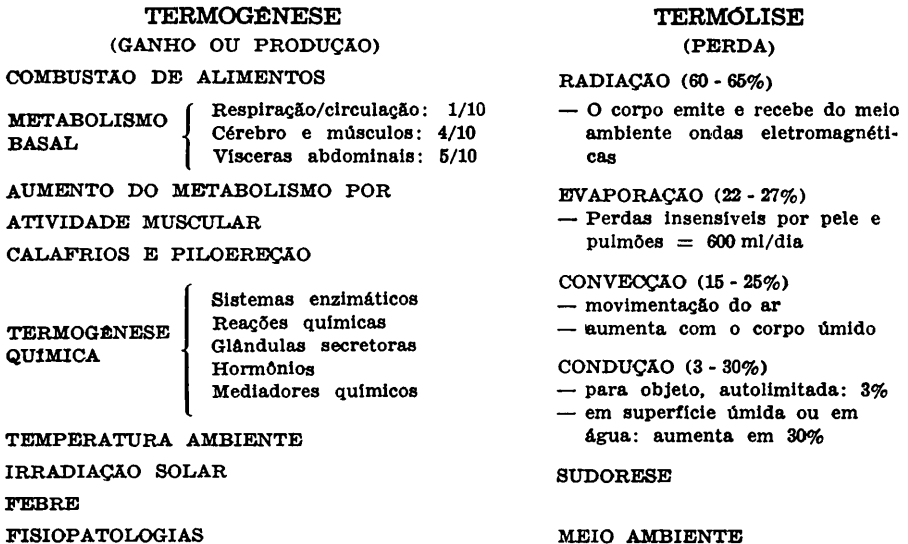 TERMOGÊNESE
(GANHO OU PRODUÇÃO)
COMBUSTÃO DE ALIMENTOS
METABOLISMO
BASAL
Respiração/circulação: 1/10
Cérebro e músculos: 4/10
Vísceras abdominais: 5/10
AUMENTO DO METABOLISMO POR
ATIVIDADE MUSCULAR
CALAFRIOS E PILOEREÇÃO
TERMOGÊNESE
QUÍMICA
Sistemas enzimáticos
Reações químicas
Glândulas secretoras
Hormônios
Mediadores químicos
TEMPERATURA AMBIENTE
IRRADIAÇÃO SOLAR
FEBRE
FISIOPATOLOGIAS
TERMÓLISE
(PERDA)
RADIAÇÃO (60 - 65%)
— O corpo emite e recebe do meio
ambiente ondas eletromagnéti-
cas
EVAPORAÇÃO (22 - 27%)
— Perdas insensíveis por pele e
pulmões = 600 ml/dia
CONVECÇÃO (15 - 25%)
— movimentação do ar
— aumenta com o corpo úmido
CONDUÇÃO (3 - 30%)
— para objeto, autolimitada: 3%
— em superfície úmida ou em
água: aumenta em 30%
SUDORESE
MEIO AMBIENTE